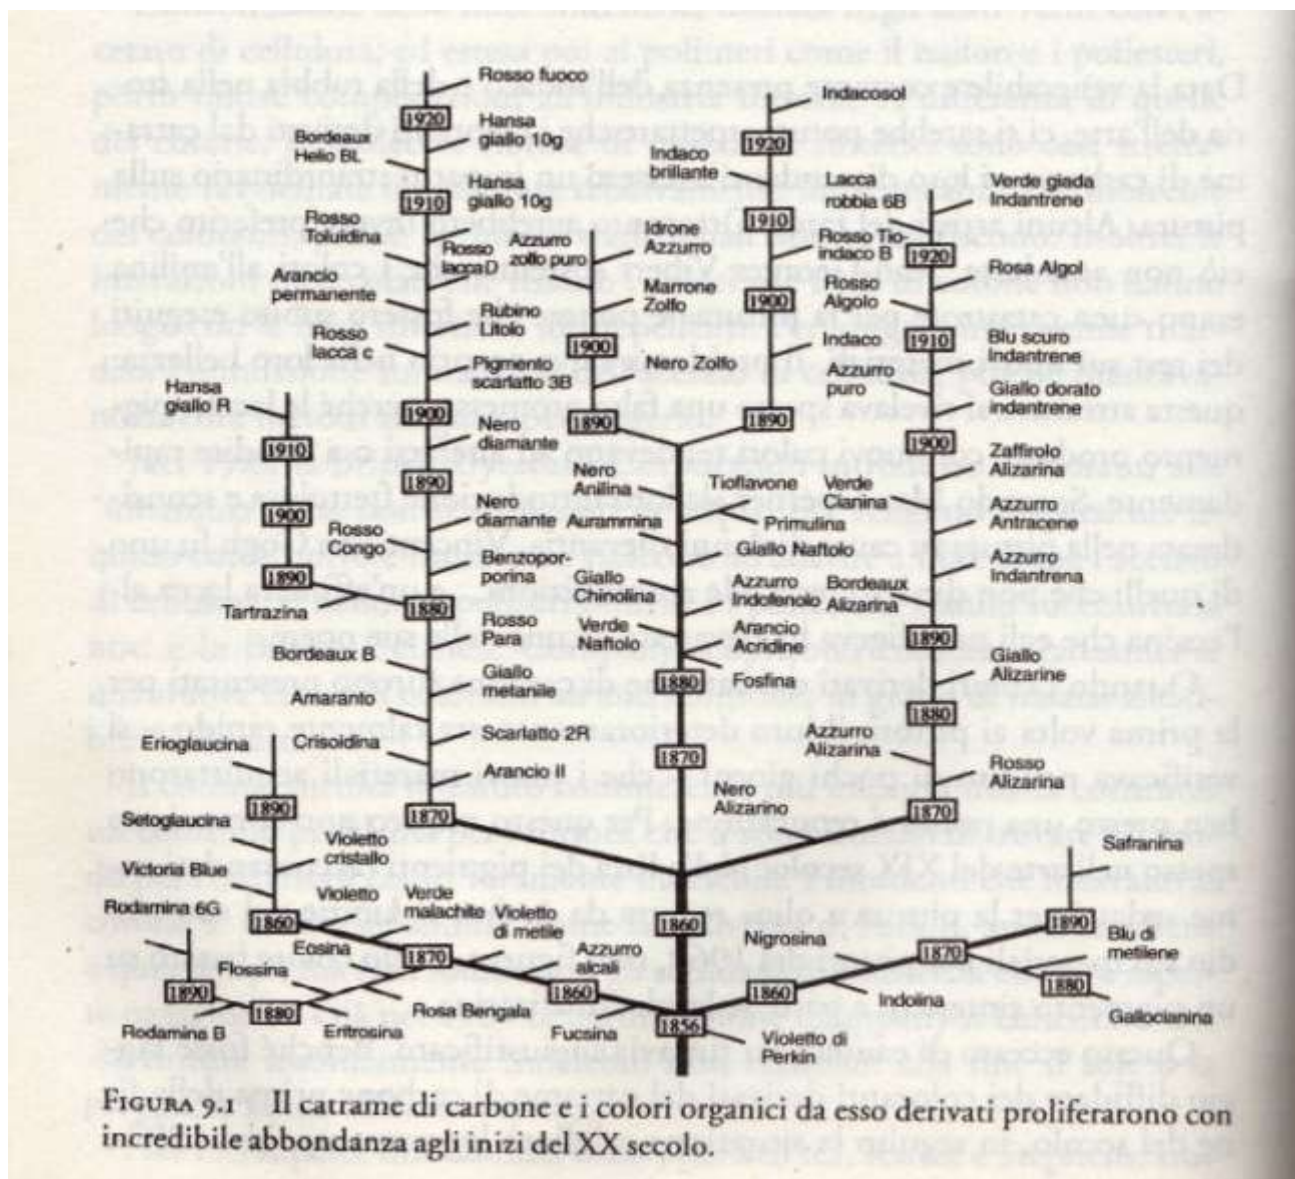 Rosso fuoco
1920
Hansa
giallo 10g
Bordeaux
Helio BL
Hansa
giallo 10g
1910
Rosso
Toluidina
Rosso
lacca D
Arancio
permanente
Rubino
Litolo
Rosso
lacca c
Pigmento
scarlatto 3B
1900
Nero
diamante
1890
Nero
diamante
Benzopor-
porina
1880
Hansa
giallo R
1910
1900
Rosso
Congo
1890
Tartrazina
Rosso
Para
Bordeaux B
Giallo
metanile
Amaranto
Scarlatto 2R
Crisoidina
Arancio II
1870
Azzurro
zolfo puro
Idrone
Azzurro
Marrone
Zolfo
1900
Nero Zolfo
1890
Indacosol
1920
Indaco
brillante
Lacca
robbia 6B
1910
Rosso Tio-
indaco B
1900
Indaco
1890
Nero
Anilina
Tioflavone
Primulina
Aurammina
Giallo Naftolo
Giallo
Chinolina
Azzurro
Indofenolo
Verde
Naftolo
Arancio
Acridine
Fosfina
1880
1870
Verde giada
Indantrene
1920
Rosa Algol
Rosso
Algolo
1910
Blu scuro
Indantrene
Azzurro
puro
Giallo dorato
indantrene
1900
Zaffirolo
Alizarina
Verde
Clanina
Azzurro
Antracene
Azzurro
Indantrena
Bordeaux
Alizarina
1890
Giallo
Alizarine
1880
Azzurro
Alizarina
Rosso
Alizarina
1870
Nero
Alizarino
Erioglaucina
1890
Setoglaucina
Violetto
cristallo
Victoria Blue
Violetto
Verde
malachite
Violetto
di metile
1860
1870
Azzurro
alcali
1860
Fucsina
Rodamina 6G
Eosina
Flossina
1890
1880
Rodamina B
Eritrosina
Rosa Bengala
1860
1856
Violetto di
Perkin
Nigrosina
1860
Indolina
1870
Safranina
1890
Blu di
metilene
1880
Gallocianina
FIGURA 9.1 Il catrame di carbone e i colori organici da esso derivati proliferarono con
incredibile abbondanza agli inizi del XX secolo.